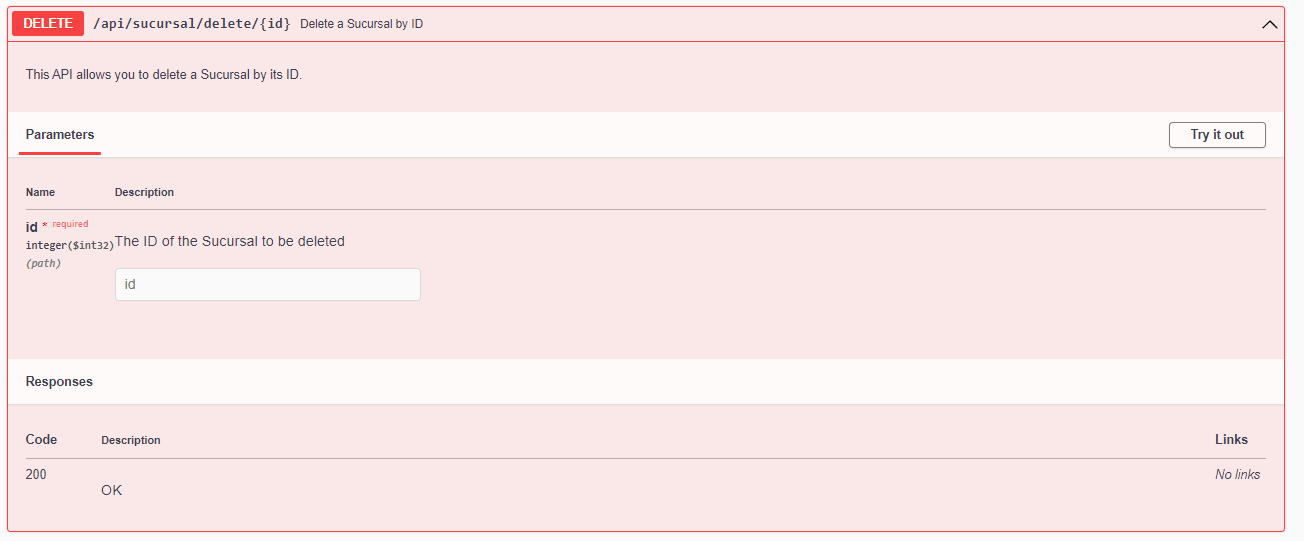 DELETE /api/sucursal/delete/{id} Delete a Sucursal by ID
This API allows you to delete a Sucursal by its ID.
Parameters
Try it out
Name Description
id * required
integer($int32)
(path)
The ID of the Sucursal to be deleted
id
Responses
Code Description Links
200 No links
OK